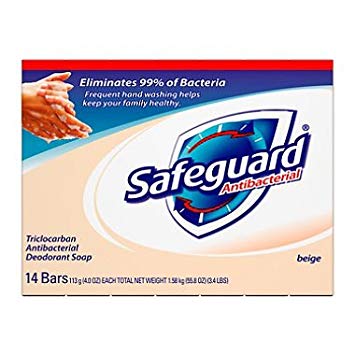 Eliminates 99% of Bacteria
Frequent hand washing helps
keep your family healthy.
Safeguard®
Antibacterial
Triclocarban
Antibacterial
Deodorant Soap
beige
14 Bars 113 g (4.0 OZ) EACH TOTAL NET WEIGHT 1.58 kg (55.8 OZ) (3.4 LBS)